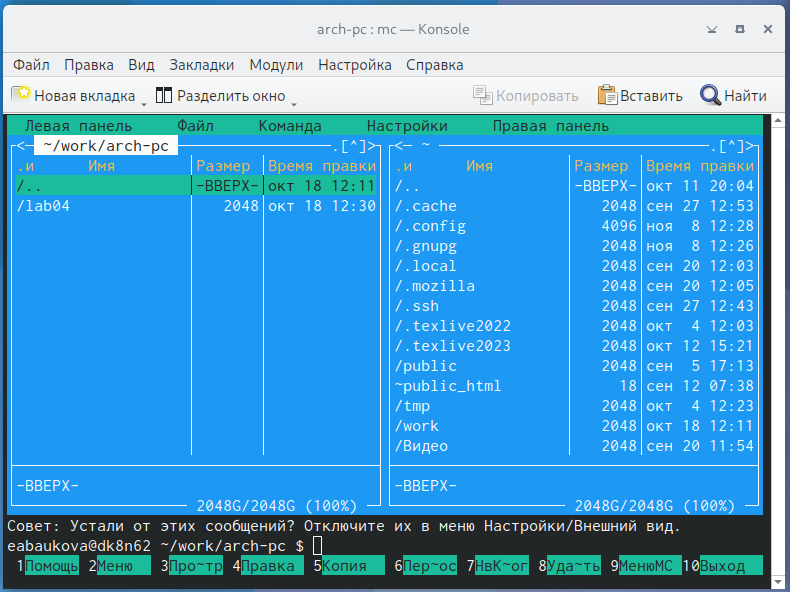 arch-pc : mc — Konsole
Файл Правка Вид Закладки Модули Настройка Справка
Новая вкладка Разделить окно Копировать Вставить Найти
Левая панель Файл Команда Настройки Правая панель
<— ~/work/arch-pc .[^]> <— ~ .[^]>
.и Имя Размер Время правки .и Имя Размер Время правки
/.. -ВВЕРХ- окт 18 12:11 /.. -ВВЕРХ- окт 11 20:04
/lab04 2048 окт 18 12:30 /.cache 2048 сен 27 12:53
/.config 4096 ноя 8 12:28
/.gnupg 2048 ноя 8 12:26
/.local 2048 сен 20 12:03
/.mozilla 2048 сен 20 12:05
/.ssh 2048 сен 27 12:43
/.texlive2022 2048 окт 4 12:03
/.texlive2023 2048 окт 12 15:21
/public 2048 сен 5 17:13
~public_html 18 сен 12 07:38
/tmp 2048 окт 4 12:23
/work 2048 окт 18 12:11
/Видео 2048 сен 20 11:54
-ВВЕРХ- -ВВЕРХ-
2048G/2048G (100%) 2048G/2048G (100%)
Совет: Устали от этих сообщений? Отключите их в меню Настройки/Внешний вид.
eabaukova@dk8n62 ~/work/arch-pc $
1Помощь 2Меню 3Про~тр 4Правка 5Копия 6Пер~ос 7НвК~ог 8Уда~ть 9МенюМС 10Выход